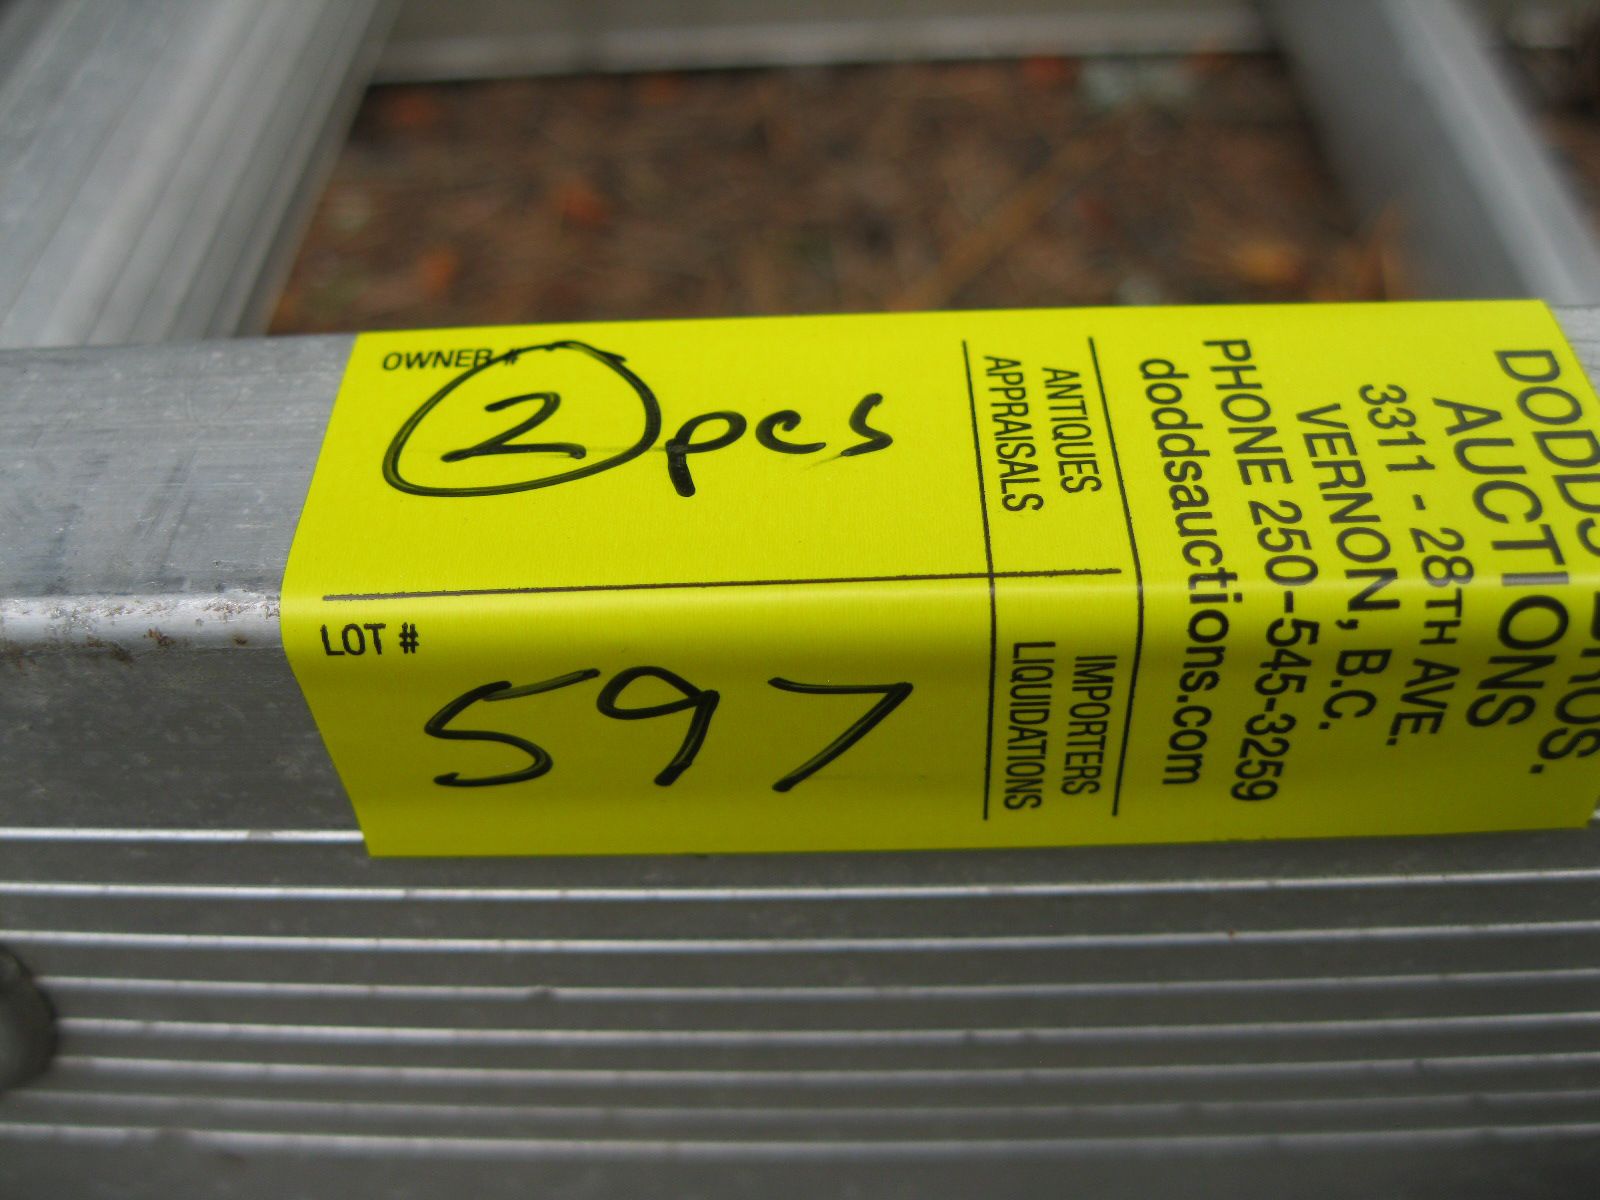 OWNER #
2 pcs
LOT #
597
ANTIQUES
APPRAISALS
IMPORTERS
LIQUIDATIONS
DODDS BROS.
AUCTIONS
3311 - 28TH AVE.
VERNON, B.C.
PHONE 250-545-3259
doddsauctions.com